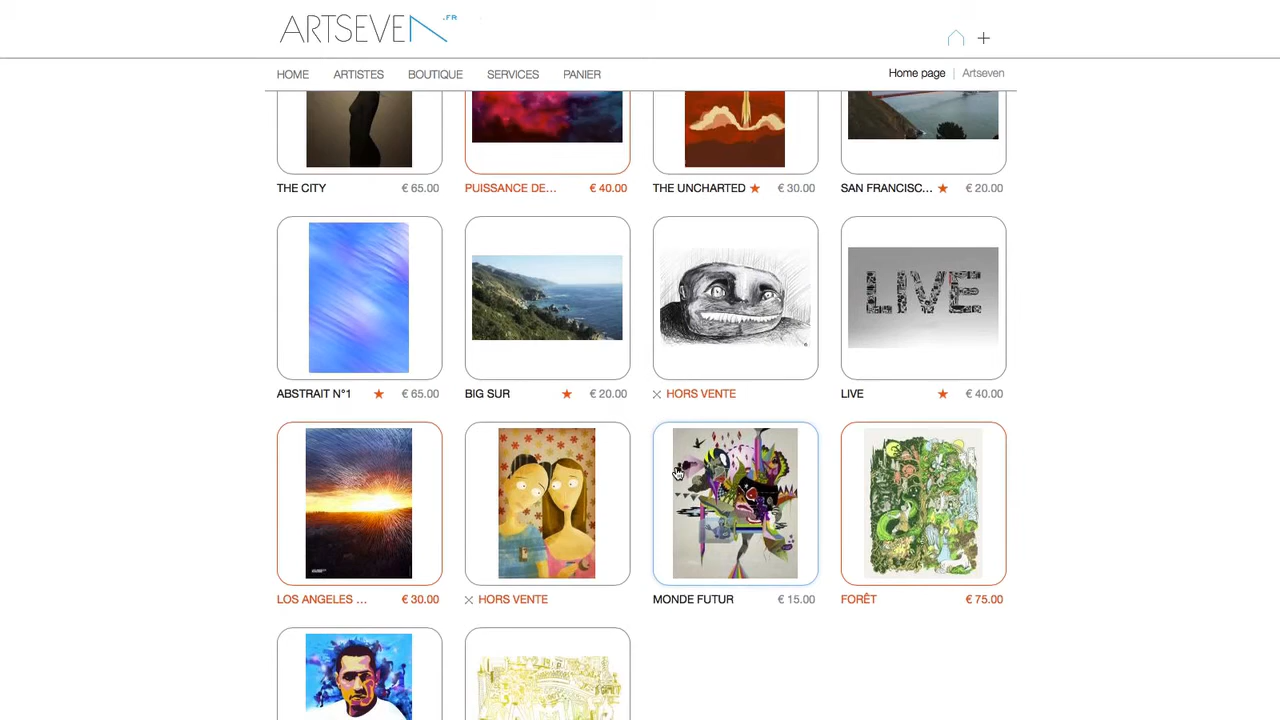 ARTSEVEN .FR
HOME ARTISTES BOUTIQUE SERVICES PANIER Home page | Artseven
THE CITY € 65.00 PUISSANCE DE... € 40.00 THE UNCHARTED ★ € 30.00 SAN FRANCISC... ★ € 20.00
LIVE
ABSTRAIT N°1 ★ € 65.00 BIG SUR ★ € 20.00 HORS VENTE LIVE ★ € 40.00
LOS ANGELES ... € 30.00 HORS VENTE MONDE FUTUR € 15.00 FORÊT € 75.00